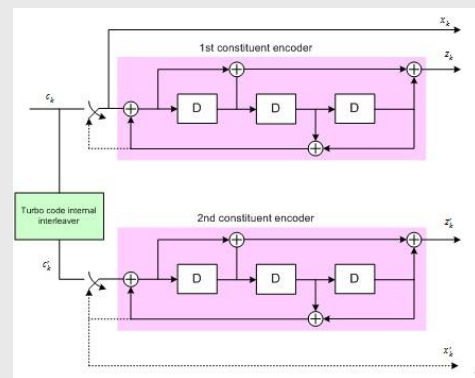 x_k
1st constituent encoder
z_k
c_k
D D D
Turbo code internal
interleaver
2nd constituent encoder
z'_k
c'_k
D D D
x'_k